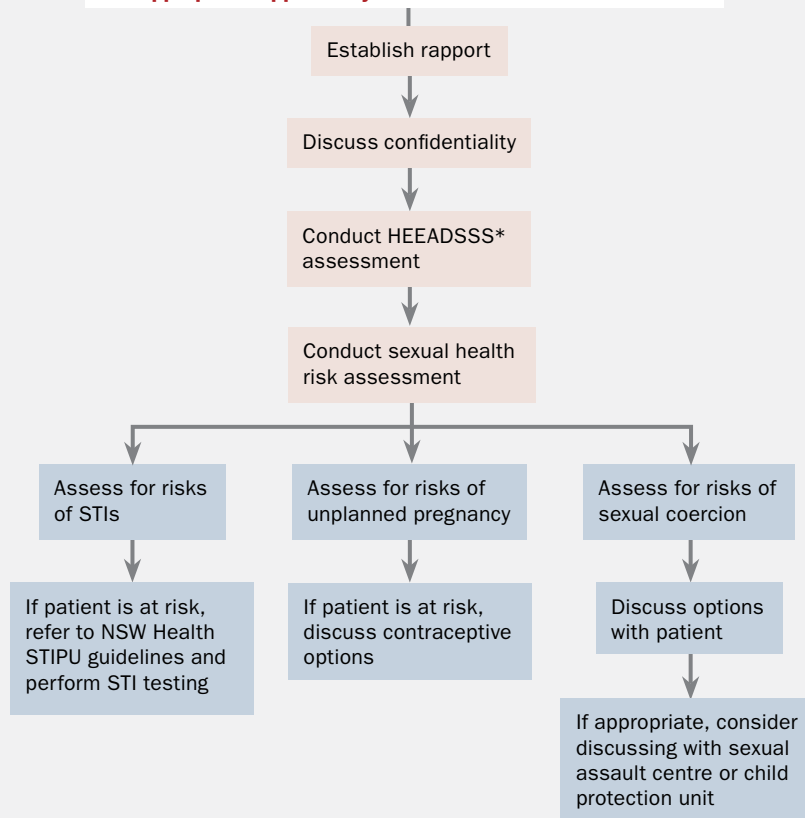 Establish rapport
Discuss confidentiality
Conduct HEEADSSS*
assessment
Conduct sexual health
risk assessment
Assess for risks
of STIs
Assess for risks of
unplanned pregnancy
Assess for risks of
sexual coercion
If patient is at risk,
refer to NSW Health
STIPU guidelines and
perform STI testing
If patient is at risk,
discuss contraceptive
options
Discuss options
with patient
If appropriate, consider
discussing with sexual
assault centre or child
protection unit